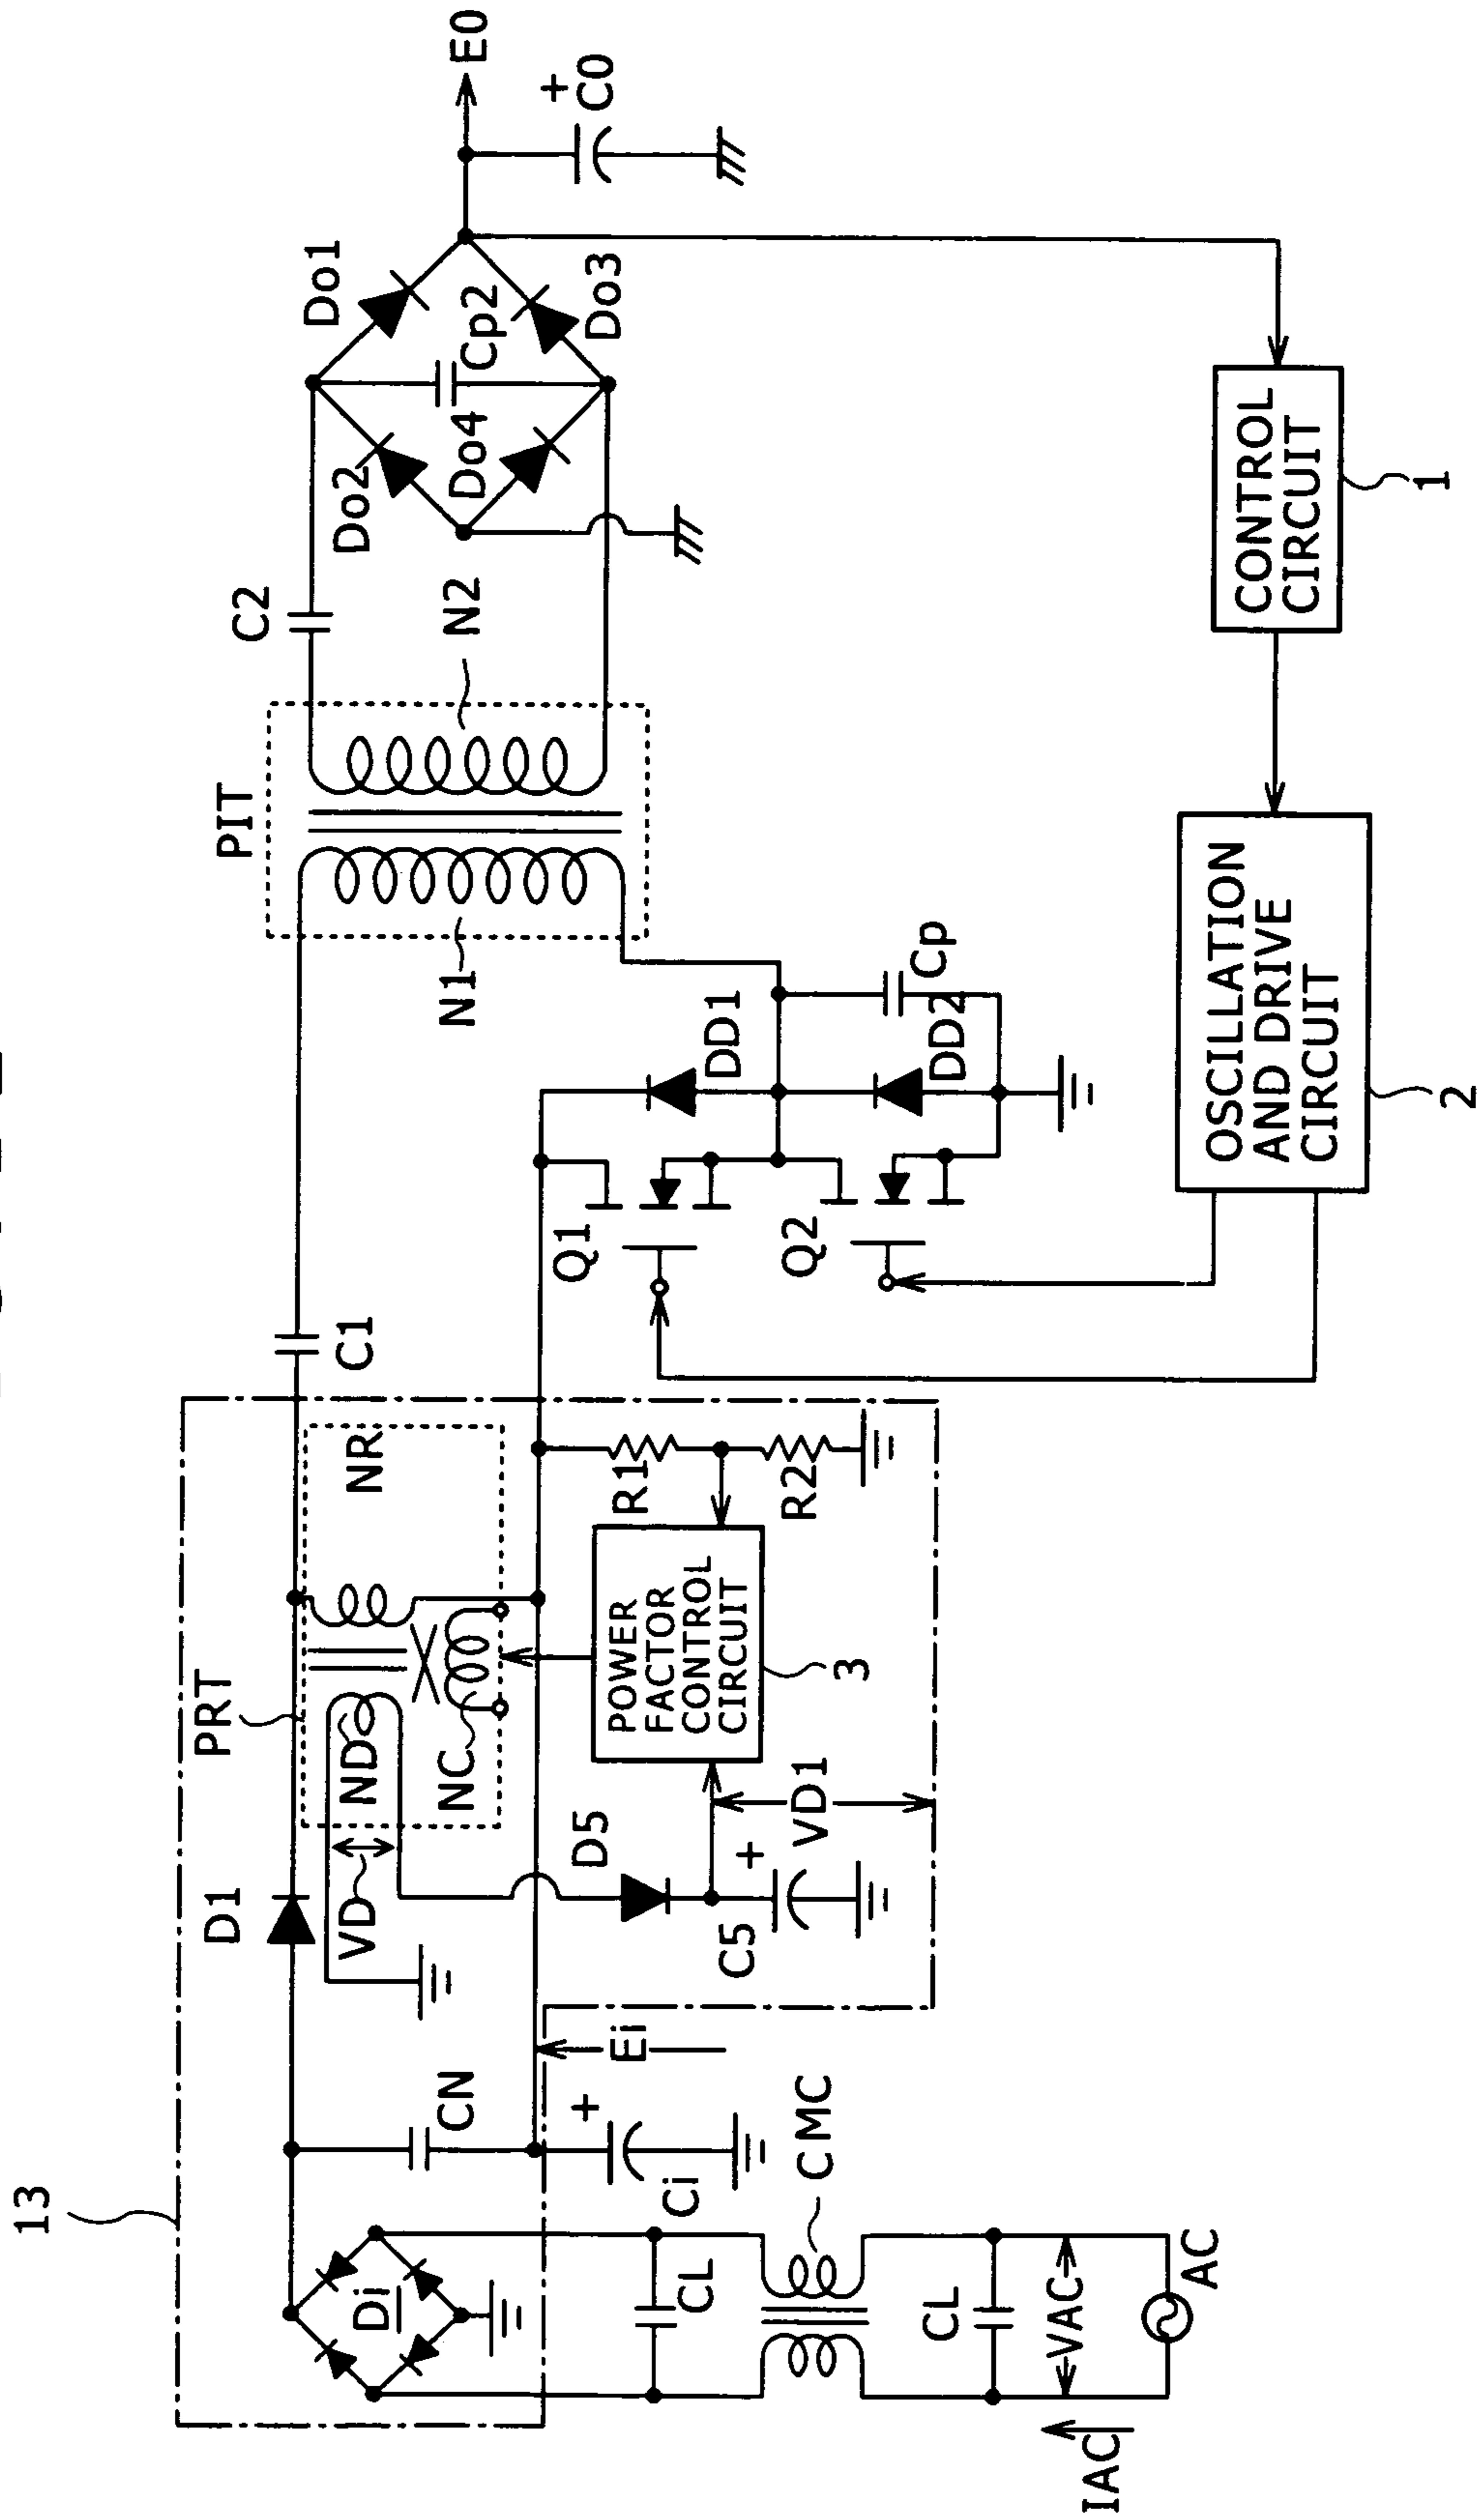 13
Di
CN
Ci
Ei
+
CL
CMC
CL
VAC
AC
IAC
D1
VD
PRT
ND
NC
NR
D5
C5
+
VD1
POWER
FACTOR
CONTROL
CIRCUIT
3
R1
R2
C1
Q1
Q2
DD1
DD2
Cp
N1
PIT
N2
C2
Do2
Do4
Cp2
Do1
Do3
+
CO
EO
CONTROL
CIRCUIT
1
OSCILLATION
AND DRIVE
CIRCUIT
2